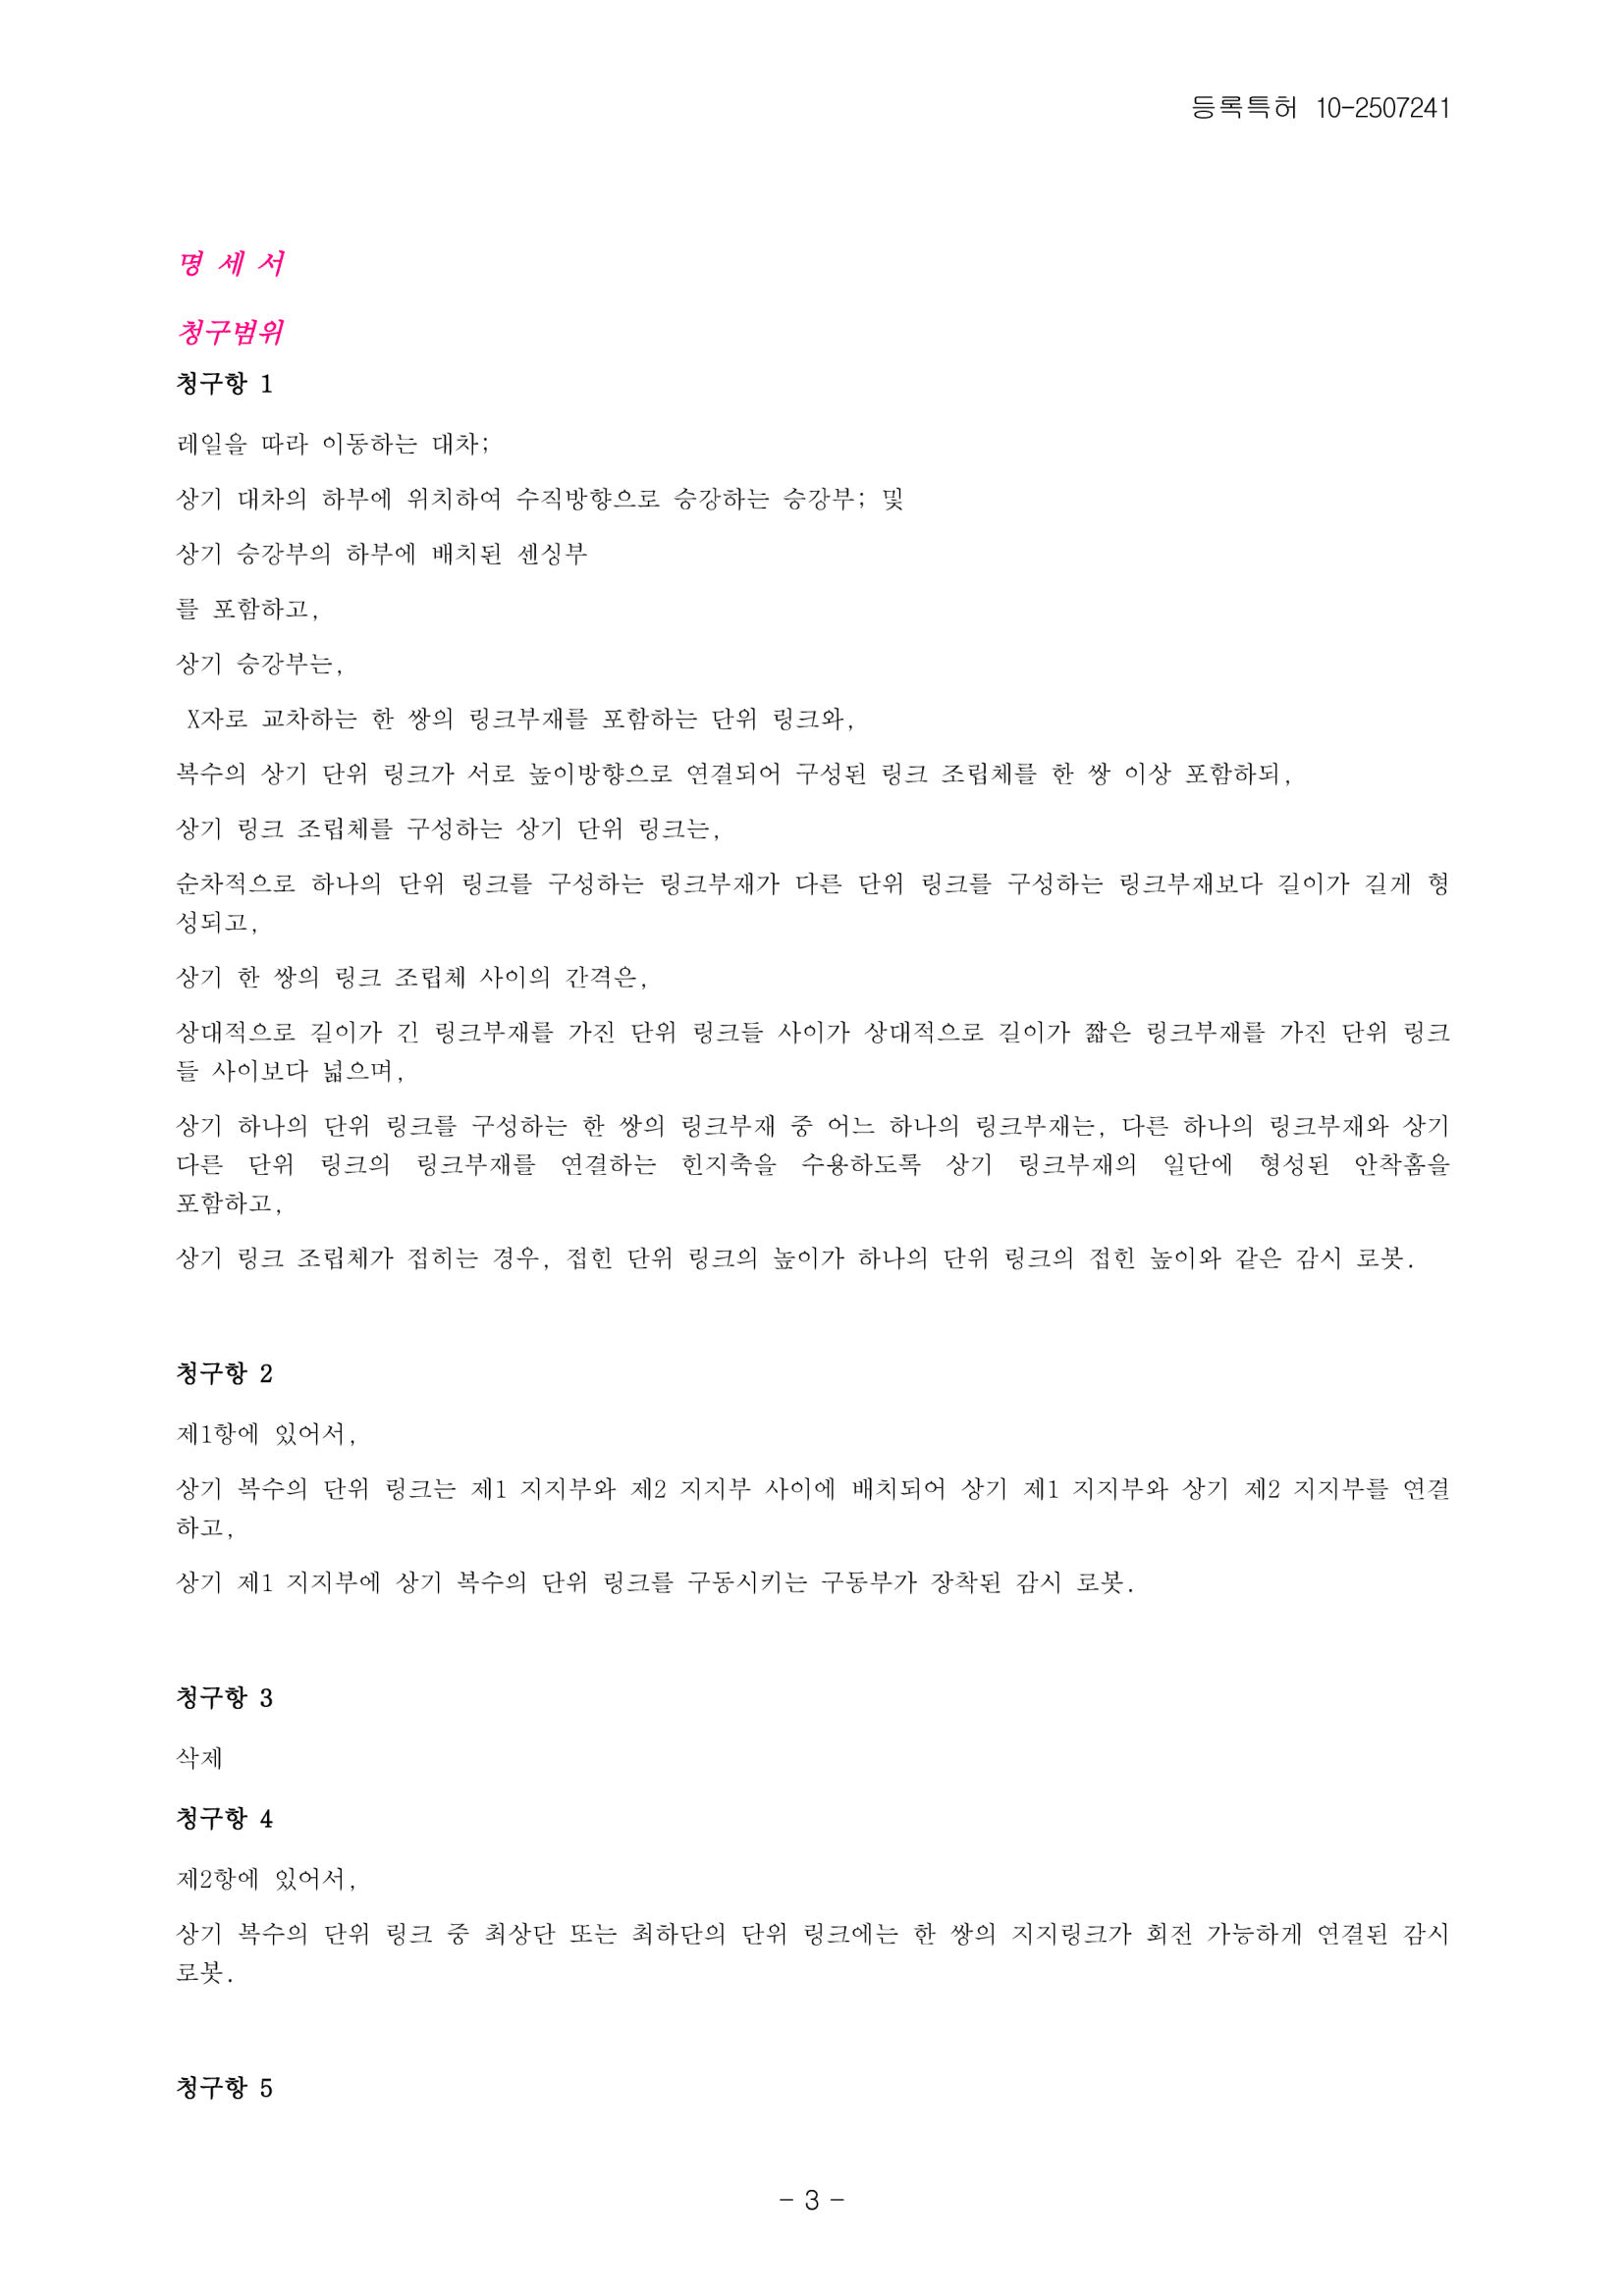 등록특허 10-2507241
명 세 서
청구범위
청구항 1
레일을 따라 이동하는 대차;
상기 대차의 하부에 위치하여 수직방향으로 승강하는 승강부; 및
상기 승강부의 하부에 배치된 센싱부
를 포함하고,
상기 승강부는,
X자로 교차하는 한 쌍의 링크부재를 포함하는 단위 링크와,
복수의 상기 단위 링크가 서로 높이방향으로 연결되어 구성된 링크 조립체를 한 쌍 이상 포함하되,
상기 링크 조립체를 구성하는 상기 단위 링크는,
순차적으로 하나의 단위 링크를 구성하는 링크부재가 다른 단위 링크를 구성하는 링크부재보다 길이가 길게 형
성되고,
상기 한 쌍의 링크 조립체 사이의 간격은,
상대적으로 길이가 긴 링크부재를 가진 단위 링크들 사이가 상대적으로 길이가 짧은 링크부재를 가진 단위 링크
들 사이보다 넓으며,
상기 하나의 단위 링크를 구성하는 한 쌍의 링크부재 중 어느 하나의 링크부재는, 다른 하나의 링크부재와 상기
다른 단위 링크의 링크부재를 연결하는 힌지축을 수용하도록 상기 링크부재의 일단에 형성된 안착홈을
포함하고,
상기 링크 조립체가 접히는 경우, 접힌 단위 링크의 높이가 하나의 단위 링크의 접힌 높이와 같은 감시 로봇.
청구항 2
제1항에 있어서,
상기 복수의 단위 링크는 제1 지지부와 제2 지지부 사이에 배치되어 상기 제1 지지부와 상기 제2 지지부를 연결
하고,
상기 제1 지지부에 상기 복수의 단위 링크를 구동시키는 구동부가 장착된 감시 로봇.
청구항 3
삭제
청구항 4
제2항에 있어서,
상기 복수의 단위 링크 중 최상단 또는 최하단의 단위 링크에는 한 쌍의 지지링크가 회전 가능하게 연결된 감시
로봇.
청구항 5
- 3 -